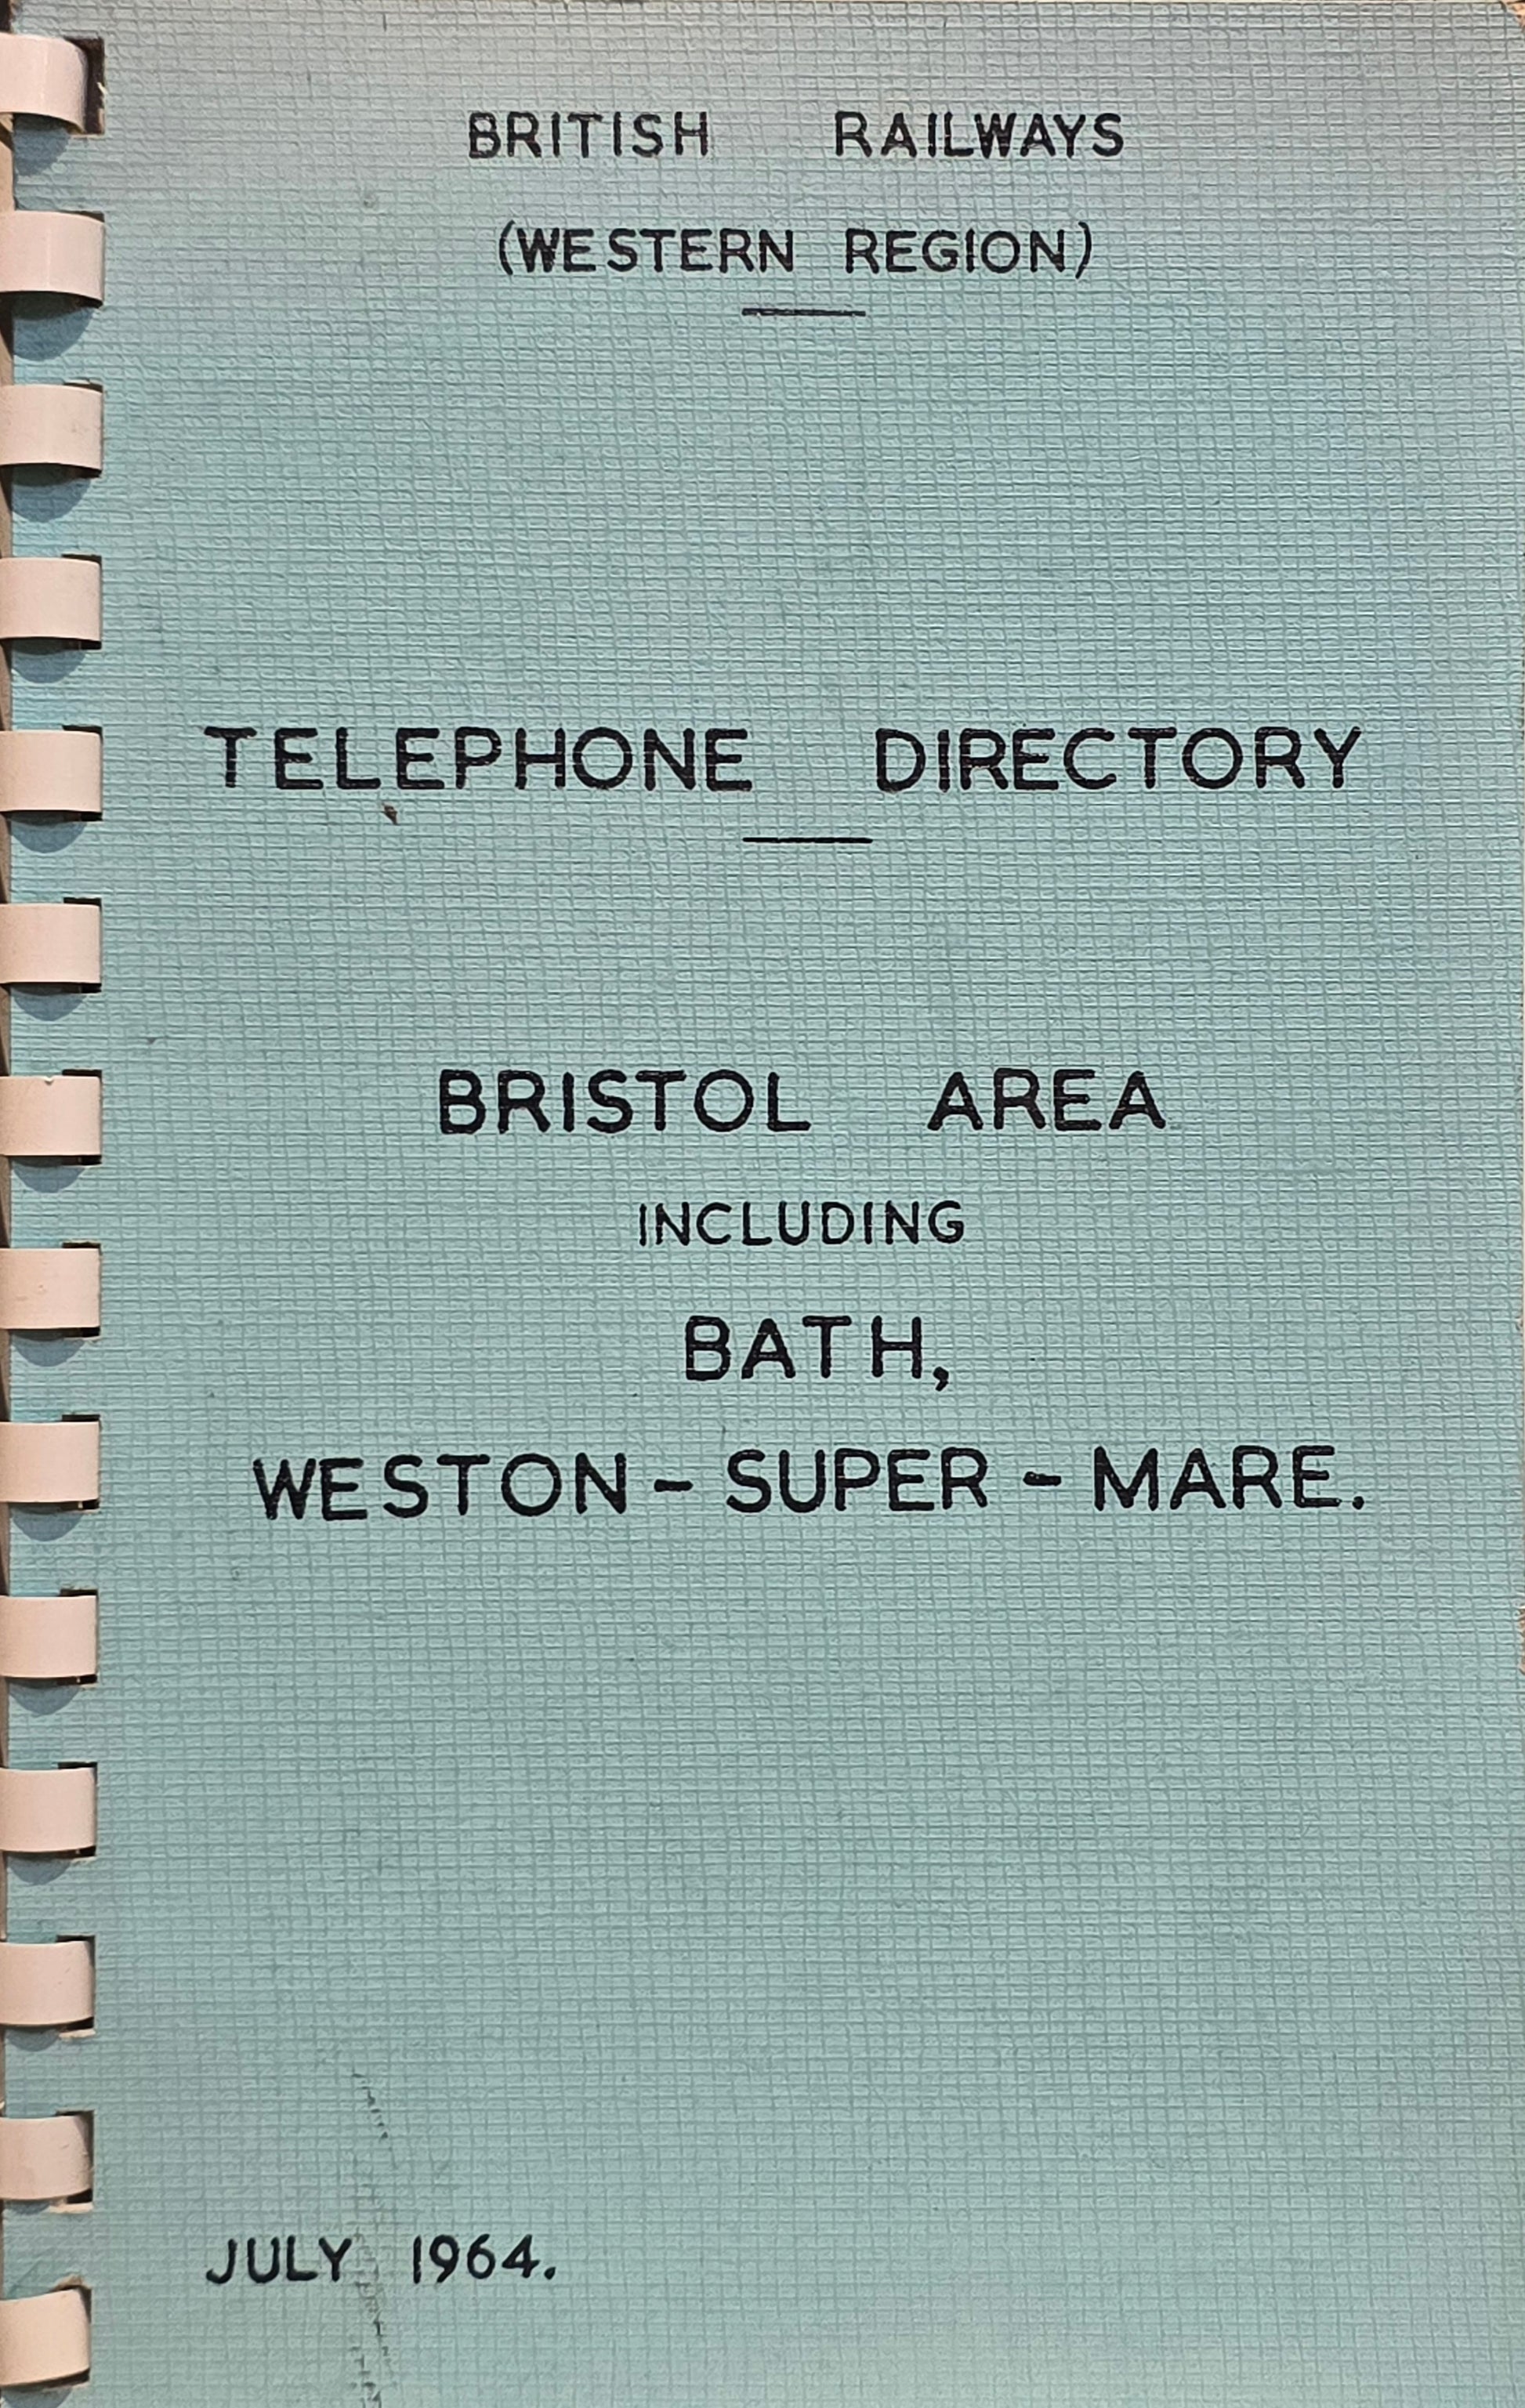 BRITISH RAILWAYS
(WESTERN REGION)
TELEPHONE DIRECTORY
BRISTOL AREA
INCLUDING
BATH,
WESTON - SUPER - MARE.
JULY 1964.